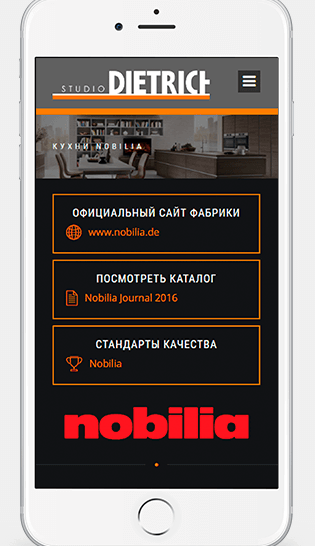 STUDIO DIETRICH
КУХНИ NOBILIA
ОФИЦИАЛЬНЫЙ САЙТ ФАБРИКИ
www.nobilia.de
ПОСМОТРЕТЬ КАТАЛОГ
Nobilia Journal 2016
СТАНДАРТЫ КАЧЕСТВА
Nobilia
nobilia